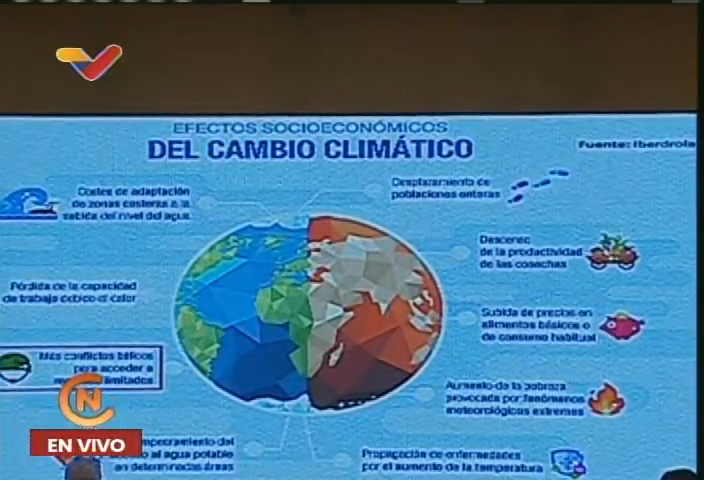 EFECTOS SOCIOECONÓMICOS
DEL CAMBIO CLIMÁTICO
Fuente: Iberdrola
Costes de adaptación
de zonas costeras a la
subida del nivel del agua
Desplazamiento de
poblaciones enteras
Descenso
de la productividad
de las cosechas
Pérdida de la capacidad
de trabajo debido al calor
Subida de precios en
alimentos básicos o
de consumo habitual
Más conflictos bélicos
para acceder a
limitados
Aumento de la pobreza
provocada por fenómenos
meteorológicos extremos
al agua potable
en determinadas áreas
Propagación de enfermedades
por el aumento de la temperatura
CN
EN VIVO